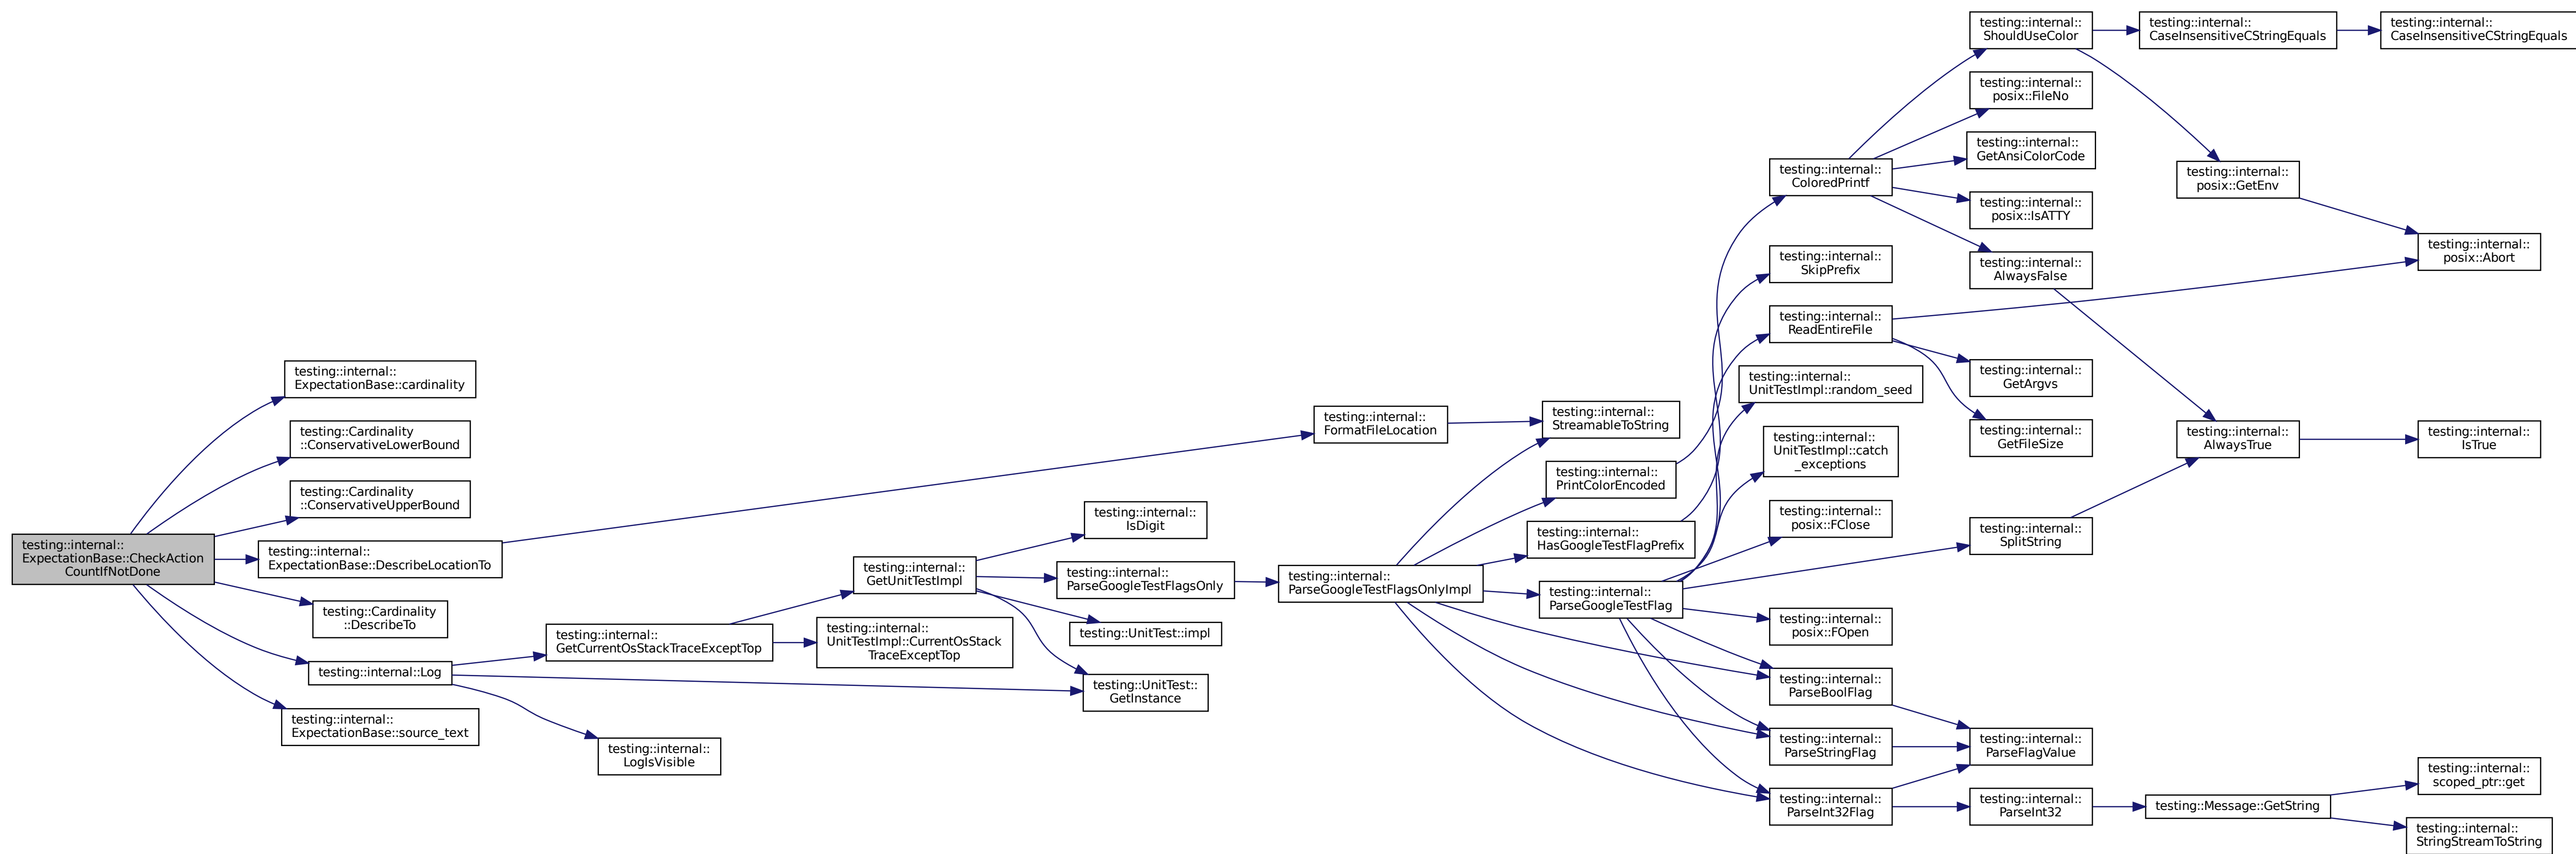 testing::internal::
ExpectationBase::CheckAction
CountIfNotDone
testing::internal::
ExpectationBase::cardinality
testing::Cardinality
::ConservativeLowerBound
testing::Cardinality
::ConservativeUpperBound
testing::internal::
ExpectationBase::DescribeLocationTo
testing::Cardinality
::DescribeTo
testing::internal::Log
testing::internal::
ExpectationBase::source_text
testing::internal::
GetCurrentOsStackTraceExceptTop
testing::internal::
LogIsVisible
testing::internal::
GetUnitTestImpl
testing::internal::
UnitTestImpl::CurrentOsStack
TraceExceptTop
testing::internal::
IsDigit
testing::internal::
ParseGoogleTestFlagsOnly
testing::UnitTest::impl
testing::UnitTest::
GetInstance
testing::internal::
FormatFileLocation
testing::internal::
ParseGoogleTestFlagsOnlyImpl
testing::internal::
StreamableToString
testing::internal::
PrintColorEncoded
testing::internal::
HasGoogleTestFlagPrefix
testing::internal::
ParseGoogleTestFlag
testing::internal::
ColoredPrintf
testing::internal::
SkipPrefix
testing::internal::
ReadEntireFile
testing::internal::
UnitTestImpl::random_seed
testing::internal::
UnitTestImpl::catch
_exceptions
testing::internal::
posix::FClose
testing::internal::
posix::FOpen
testing::internal::
ParseBoolFlag
testing::internal::
ParseStringFlag
testing::internal::
ParseInt32Flag
testing::internal::
ShouldUseColor
testing::internal::
posix::FileNo
testing::internal::
GetAnsiColorCode
testing::internal::
posix::IsATTY
testing::internal::
AlwaysFalse
testing::internal::
GetArgvs
testing::internal::
GetFileSize
testing::internal::
SplitString
testing::internal::
ParseFlagValue
testing::internal::
ParseInt32
testing::internal::
CaseInsensitiveCStringEquals
testing::internal::
posix::GetEnv
testing::internal::
AlwaysTrue
testing::Message::GetString
testing::internal::
CaseInsensitiveCStringEquals
testing::internal::
posix::Abort
testing::internal::
IsTrue
testing::internal::
scoped_ptr::get
testing::internal::
StringStreamToString